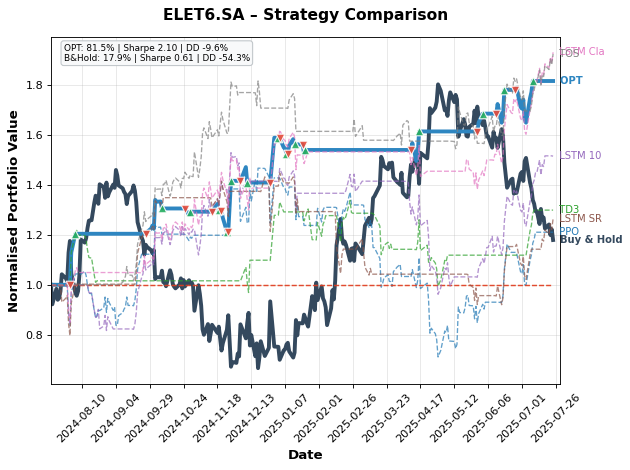 ELET6.SA – Strategy Comparison
OPT: 81.5% | Sharpe 2.10 | DD -9.6%
B&Hold: 17.9% | Sharpe 0.61 | DD -54.3%
LSTM Cla
OPT
LSTM 10
TD3
LSTM SR
PPO
Buy & Hold
Normalised Portfolio Value
1.8
1.6
1.4
1.2
1.0
0.8
2024-08-10
2024-09-04
2024-09-29
2024-10-24
2024-11-18
2024-12-13
2025-01-07
2025-02-01
2025-02-26
2025-03-23
2025-04-17
2025-05-12
2025-06-06
2025-07-01
2025-07-26
Date